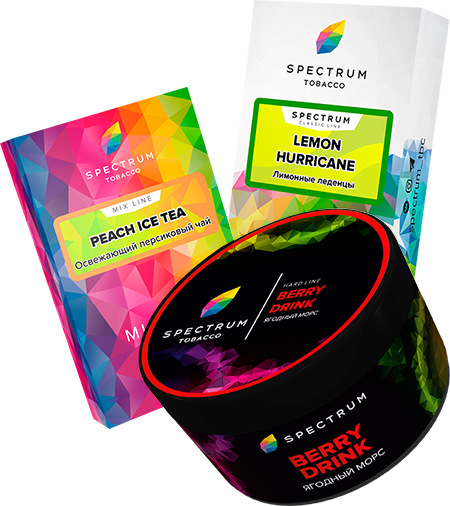 SPECTRUM
TOBACCO
SPECTRUM
CLASSIC LINE
LEMON
HURRICANE
Лимонные леденцы
spectrum_tbc
SPECTRUM
TOBACCO
MIX LINE
PEACH ICE TEA
Освежающий персиковый чай
SPECTRUM
TOBACCO
HARD LINE
BERRY
DRINK
ЯГОДНЫЙ МОРС
SPECTRUM
BERRY
DRINK
ЯГОДНЫЙ МОРС